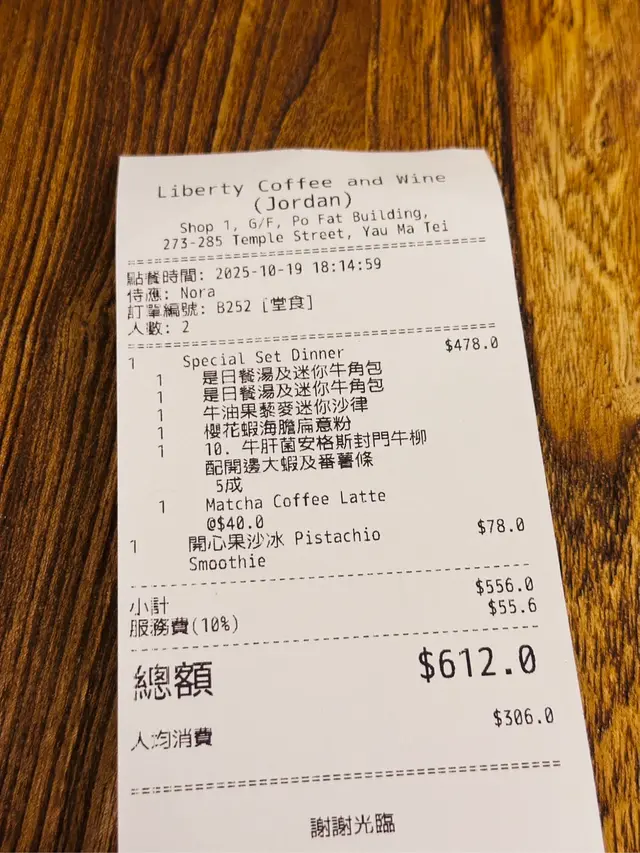 Liberty Coffee and Wine
(Jordan)
Shop 1, G/F, Po Fat Building,
273-285 Temple Street, Yau Ma Tei
點餐時間: 2025-10-19 18:14:59
侍應: Nora
訂單編號: B252 [堂食]
人數: 2
1 Special Set Dinner $478.0
1 是日餐湯及迷你牛角包
1 是日餐湯及迷你牛角包
1 牛油果藜麥迷你沙律
1 櫻花蝦海膽扁意粉
1 10. 牛肝菌安格斯封門牛柳
配開邊大蝦及番薯條
5成
1 Matcha Coffee Latte
@$40.0
1 開心果沙冰 Pistachio $78.0
Smoothie
小計 $556.0
服務費(10%) $55.6
總額 $612.0
人均消費 $306.0
謝謝光臨